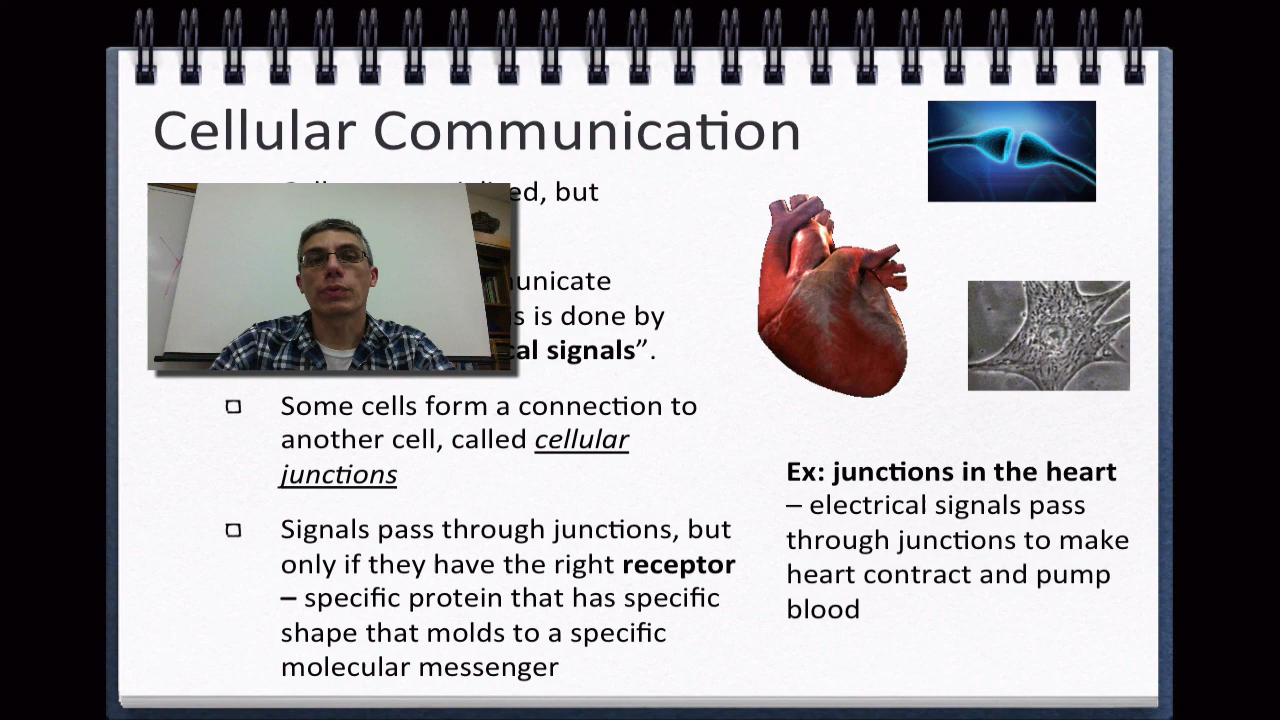 Cellular Communication
but
is done by
signals”.
Some cells form a connection to
another cell, called cellular
junctions
Signals pass through junctions, but
only if they have the right receptor
– specific protein that has specific
shape that molds to a specific
molecular messenger
Ex: junctions in the heart
– electrical signals pass
through junctions to make
heart contract and pump
blood